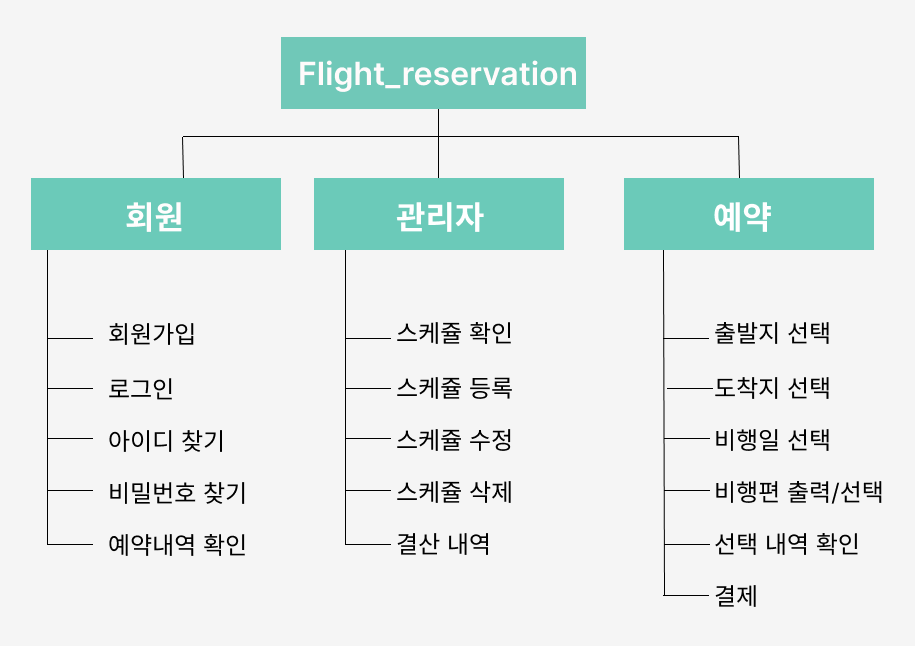 Flight_reservation
회원
회원가입
로그인
아이디 찾기
비밀번호 찾기
예약내역 확인
관리자
스케쥴 확인
스케쥴 등록
스케쥴 수정
스케쥴 삭제
결산 내역
예약
출발지 선택
도착지 선택
비행일 선택
비행편 출력/선택
선택 내역 확인
결제